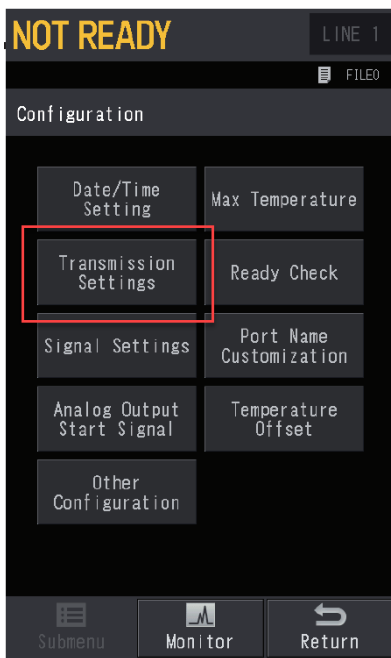 NOT READY
LINE 1
FILE0
Configuration
Date/Time
Setting
Max Temperature
Transmission
Settings
Ready Check
Signal Settings
Port Name
Customization
Analog Output
Start Signal
Temperature
Offset
Other
Configuration
Submenu
Monitor
Return